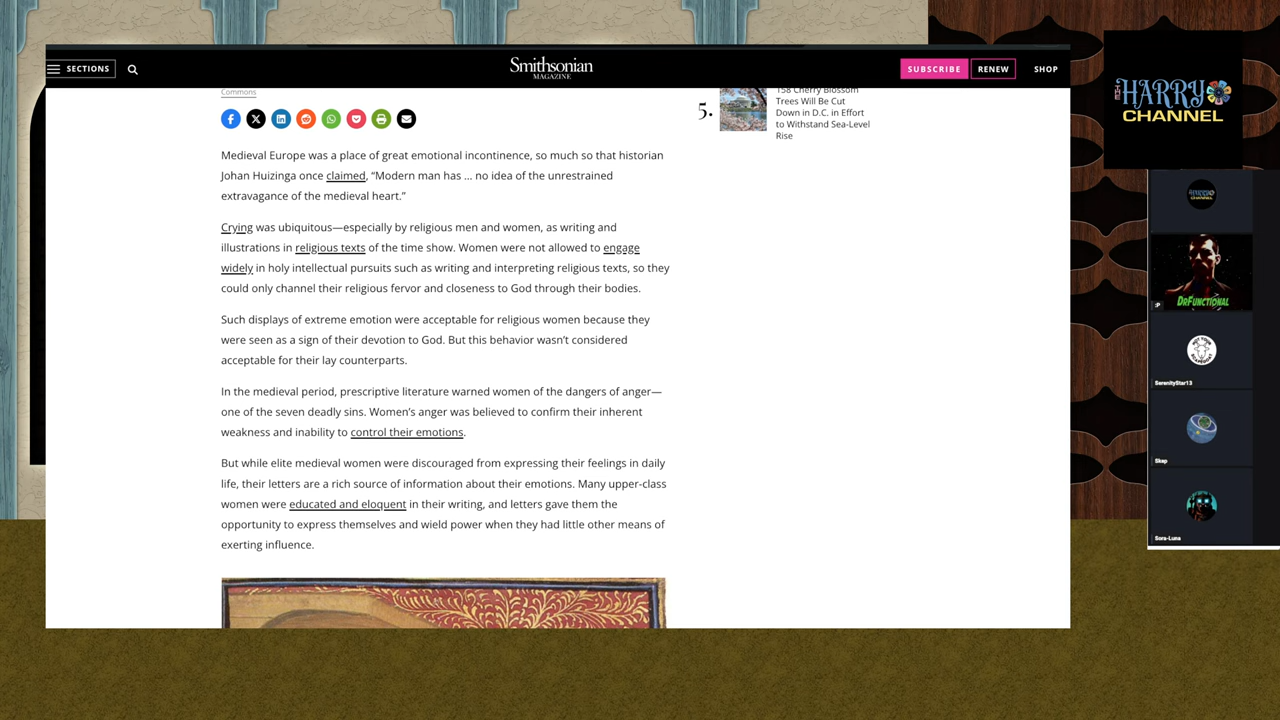 SECTIONS
Smithsonian
MAGAZINE
SUBSCRIBE
RENEW
SHOP
Commons
5.
158 Cherry Blossom
Trees Will Be Cut
Down in D.C. in Effort
to Withstand Sea-Level
Rise
Medieval Europe was a place of great emotional incontinence, so much so that historian
Johan Huizinga once claimed, “Modern man has ... no idea of the unrestrained
extravagance of the medieval heart.”
Crying was ubiquitous—especially by religious men and women, as writing and
illustrations in religious texts of the time show. Women were not allowed to engage
widely in holy intellectual pursuits such as writing and interpreting religious texts, so they
could only channel their religious fervor and closeness to God through their bodies.
Such displays of extreme emotion were acceptable for religious women because they
were seen as a sign of their devotion to God. But this behavior wasn’t considered
acceptable for their lay counterparts.
In the medieval period, prescriptive literature warned women of the dangers of anger—
one of the seven deadly sins. Women’s anger was believed to confirm their inherent
weakness and inability to control their emotions.
But while elite medieval women were discouraged from expressing their feelings in daily
life, their letters are a rich source of information about their emotions. Many upper-class
women were educated and eloquent in their writing, and letters gave them the
opportunity to express themselves and wield power when they had little other means of
exerting influence.
THE
HARRY
CHANNEL
:P
DRFUNCTIONAL
SerenityStar13
Skep
Sora-Luna